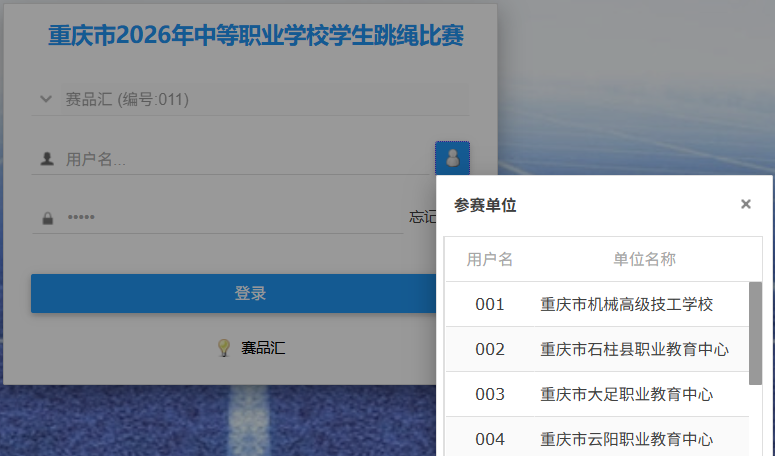 重庆市2026年中等职业学校学生跳绳比赛
赛品汇 (编号:011)
用户名...
•••••
忘记
登录
赛品汇
参赛单位
×
用户名 单位名称
001 重庆市机械高级技工学校
002 重庆市石柱县职业教育中心
003 重庆市大足职业教育中心
004 重庆市云阳职业教育中心